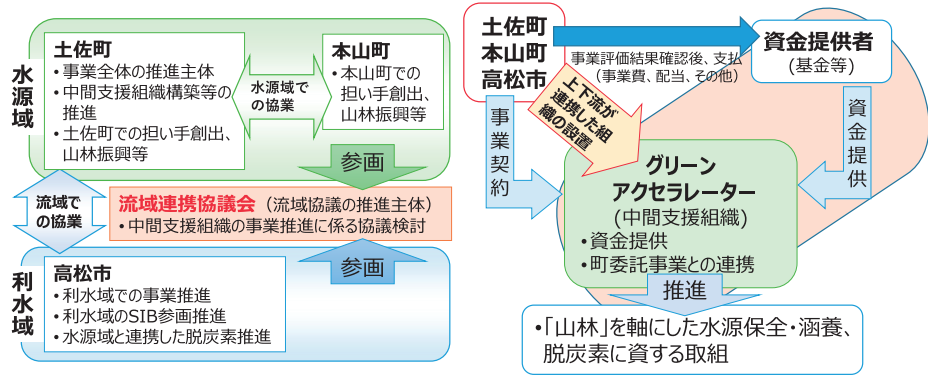 水源域
土佐町
・事業全体の推進主体
・中間支援組織構築等の
推進
・土佐町での担い手創出、
山林振興等
水源域で
の協業
本山町
・本山町での
担い手創出、
山林振興等
参画
流域で
の協業
流域連携協議会（流域協議の推進主体）
・中間支援組織の事業推進に係る協議検討
参画
利水域
高松市
・利水域での事業推進
・利水域のSIB参画推進
・水源域と連携した脱炭素推進
土佐町
本山町
高松市
事業評価結果確認後、支払
（事業費、配当、その他）
資金提供者
(基金等)
上下流が
連携した組
織の設置
事業契約
資金提供
グリーン
アクセラレーター
(中間支援組織)
・資金提供
・町委託事業との連携
推進
・「山林」を軸にした水源保全・涵養、
脱炭素に資する取組